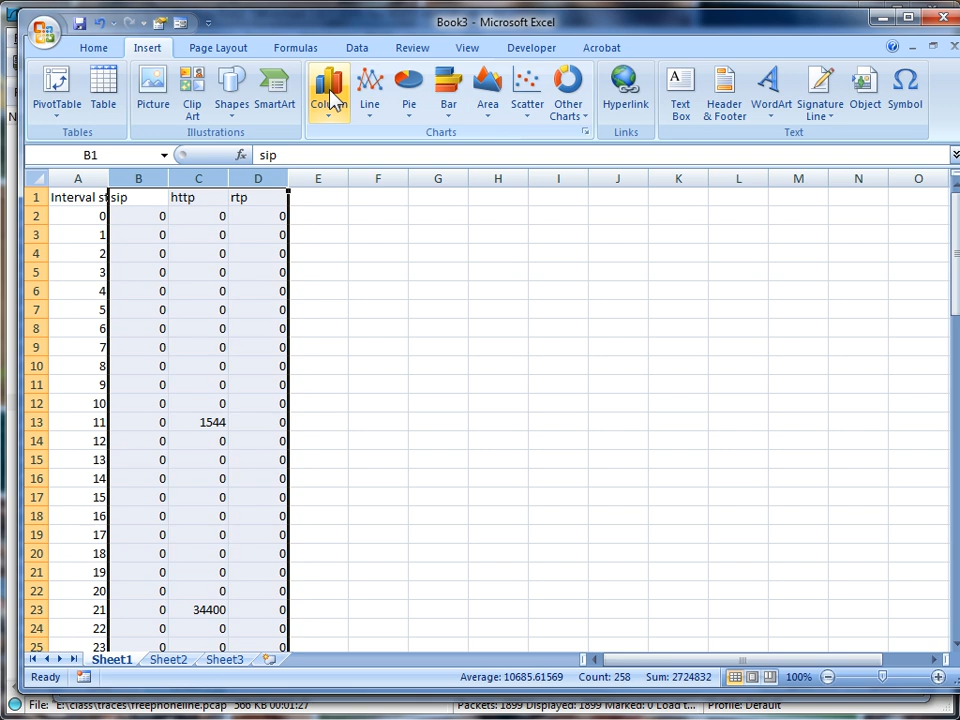 Book3 - Microsoft Excel
Home Insert Page Layout Formulas Data Review View Developer Acrobat
PivotTable Table Picture Clip Art Shapes SmartArt Column Line Pie Bar Area Scatter Other Charts Hyperlink Text Box Header & Footer WordArt Signature Line Object Symbol
Tables Illustrations Charts Links Text
B1 fx sip
A B C D E F G H I J K L M N O
1 Interval st sip http rtp
2 0 0 0 0
3 1 0 0 0
4 2 0 0 0
5 3 0 0 0
6 4 0 0 0
7 5 0 0 0
8 6 0 0 0
9 7 0 0 0
10 8 0 0 0
11 9 0 0 0
12 10 0 0 0
13 11 0 1544 0
14 12 0 0 0
15 13 0 0 0
16 14 0 0 0
17 15 0 0 0
18 16 0 0 0
19 17 0 0 0
20 18 0 0 0
21 19 0 0 0
22 20 0 0 0
23 21 0 34400 0
24 22 0 0 0
25 23 0 0 0
Sheet1 Sheet2 Sheet3
Ready Average: 10685.61569 Count: 258 Sum: 2724832 100%
File: "E:\class\traces\freephoneline.pcap" 566 KB 00:01:27 Packets: 1899 Displayed: 1899 Marked: 0 Load t... Profile: Default